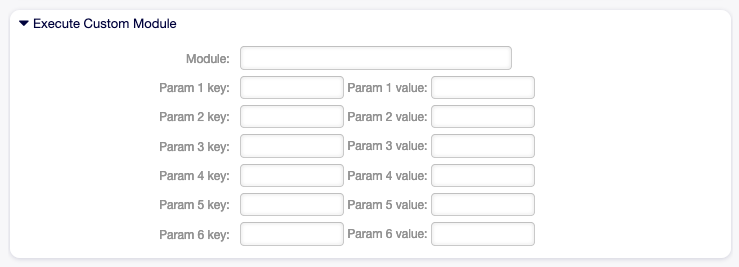 Execute Custom Module
Module:
Param 1 key: Param 1 value:
Param 2 key: Param 2 value:
Param 3 key: Param 3 value:
Param 4 key: Param 4 value:
Param 5 key: Param 5 value:
Param 6 key: Param 6 value: